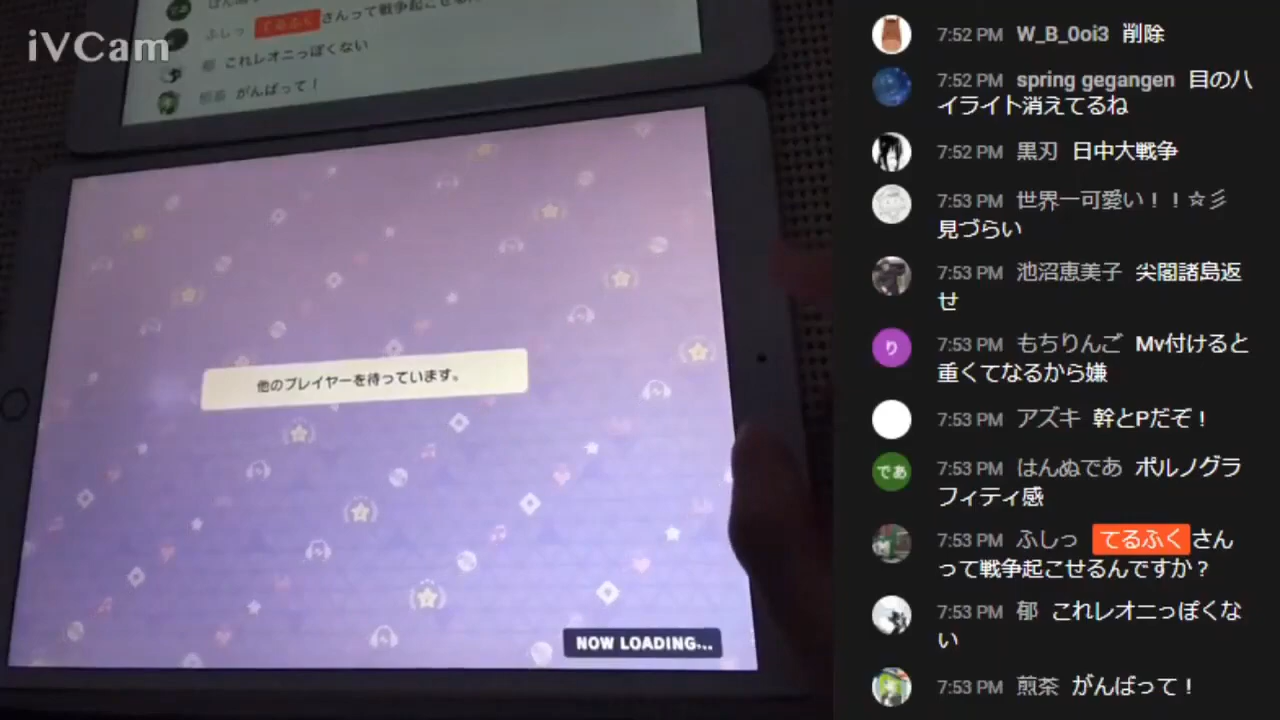 iVCam
ふしっ てるふく さんって戦争起こせる
郁 これレオニっぽくない
煎茶 がんばって！
他のプレイヤーを待っています。
NOW LOADING...
7:52 PM W_B_0oi3 削除
7:52 PM spring gegangen 目のハ
イライト消えてるね
7:52 PM 黒刃 日中大戦争
7:53 PM 世界一可愛い！！☆彡
見づらい
7:53 PM 池沼恵美子 尖閣諸島返
せ
り
7:53 PM もちりんご Mv付けると
重くてなるから嫌
7:53 PM アズキ 幹とPだぞ！
であ
7:53 PM はんぬであ ポルノグラ
フィティ感
7:53 PM ふしっ てるふく さん
って戦争起こせるんですか？
7:53 PM 郁 これレオニっぽくな
い
7:53 PM 煎茶 がんばって！